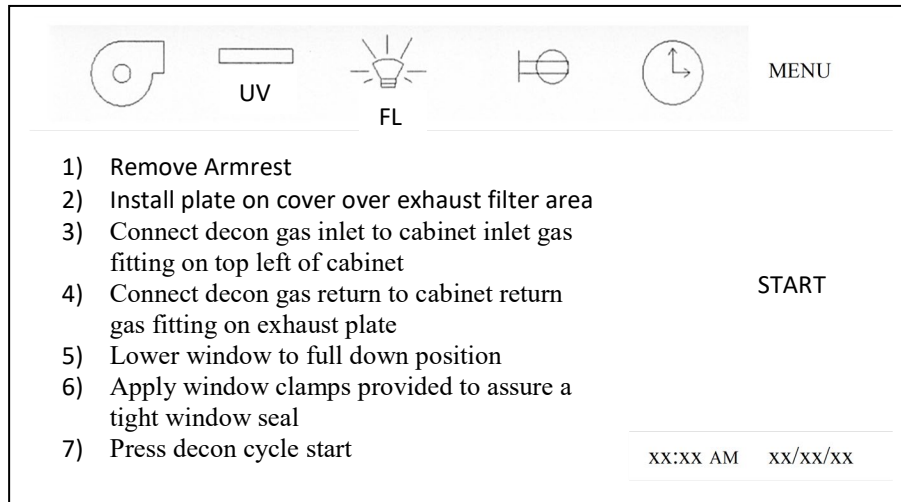 UV
FL
MENU
1) Remove Armrest
2) Install plate on cover over exhaust filter area
3) Connect decon gas inlet to cabinet inlet gas
fitting on top left of cabinet
4) Connect decon gas return to cabinet return
gas fitting on exhaust plate
5) Lower window to full down position
6) Apply window clamps provided to assure a
tight window seal
7) Press decon cycle start
START
xx:xx AM xx/xx/xx